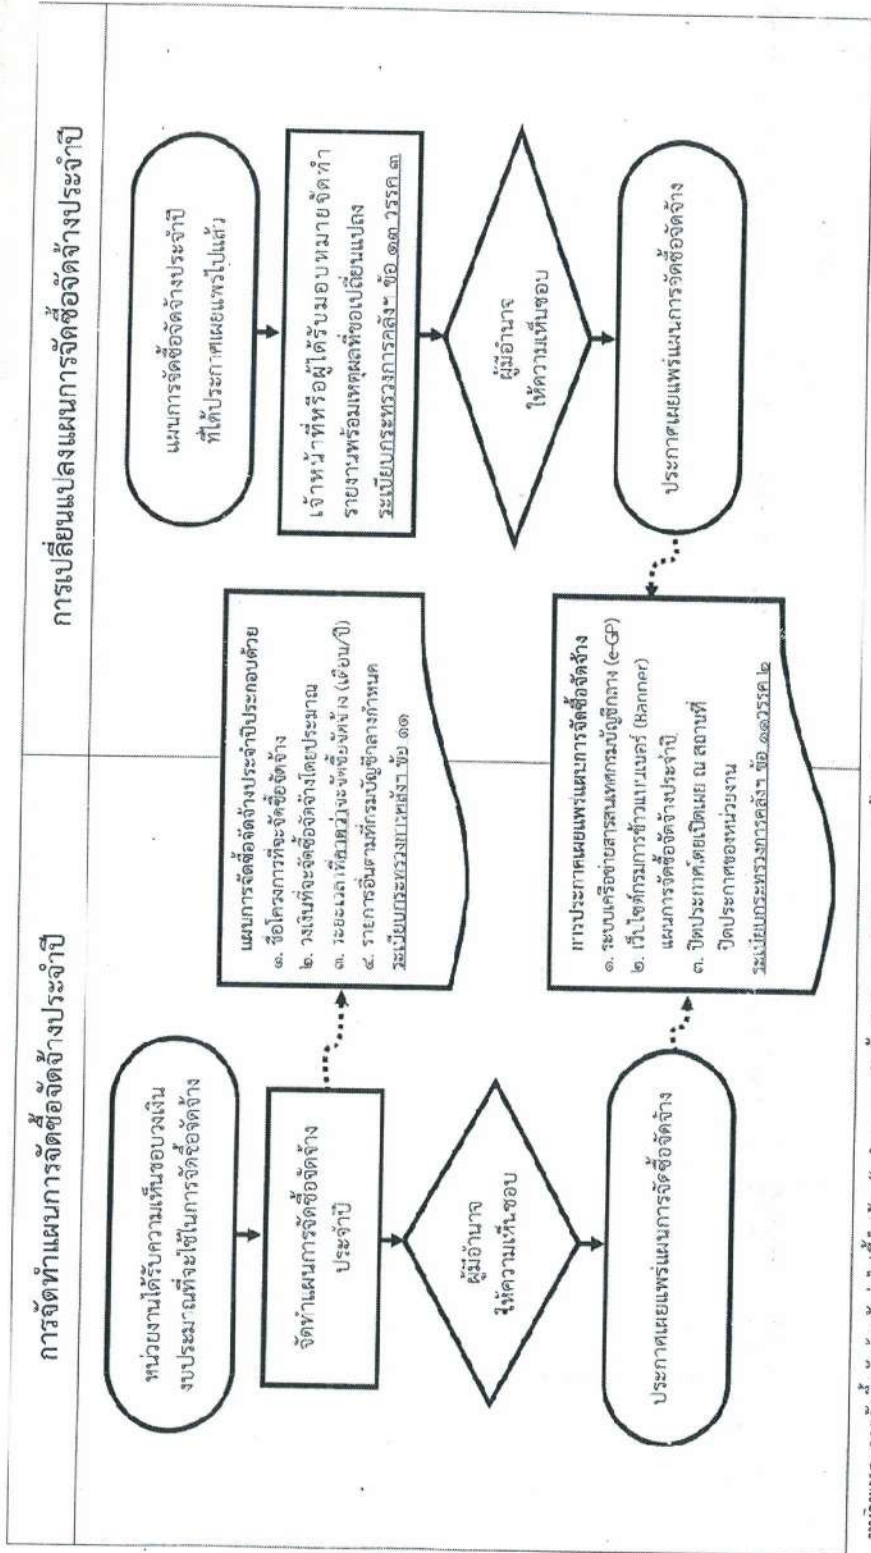 การจัดทำแผนการจัดซื้อจัดจ้างประจำปี
หน่วยงานได้รับความเห็นชอบวงเงิน
งบประมาณที่จะใช้ในการจัดซื้อจัดจ้าง
จัดทำแผนการจัดซื้อจัดจ้าง
ประจำปี
ผู้มีอำนาจ
ให้ความเห็นชอบ
ประกาศเผยแพร่แผนการจัดซื้อจัดจ้าง
แผนการจัดซื้อจัดจ้างประจำปีประกอบด้วย
๑. ชื่อโครงการที่จะจัดซื้อจัดจ้าง
๒. วงเงินที่จะจัดซื้อจัดจ้างโดยประมาณ
๓. ระยะเวลาที่คาดว่าจะจัดซื้อจัดจ้าง (เดือน/ปี)
๔. รายการอื่นตามที่กรมบัญชีกลางกำหนด
ระเบียบกระทรวงการคลังฯ ข้อ ๑๑
การประกาศเผยแพร่แผนการจัดซื้อจัดจ้าง
๑. ระบบเครือข่ายสารสนเทศกรมบัญชีกลาง (e-GP)
๒. เว็บไซต์กรมการข้าวแบนเนอร์ (Banner)
แผนการจัดซื้อจัดจ้างประจำปี
๓. ปิดประกาศโดยเปิดเผย ณ สถานที่
ปิดประกาศของหน่วยงาน
ระเบียบกระทรวงการคลังฯ ข้อ ๑๑วรรค ๒
การเปลี่ยนแปลงแผนการจัดซื้อจัดจ้างประจำปี
แผนการจัดซื้อจัดจ้างประจำปี
ที่ได้ประกาศเผยแพร่ไปแล้ว
เจ้าหน้าที่หรือผู้ได้รับมอบหมายจัดทำ
รายงานพร้อมเหตุผลที่ขอเปลี่ยนแปลง
ระเบียบกระทรวงการคลังฯ ข้อ ๑๓ วรรค ๓
ผู้มีอำนาจ
ให้ความเห็นชอบ
ประกาศเผยแพร่แผนการจัดซื้อจัดจ้าง